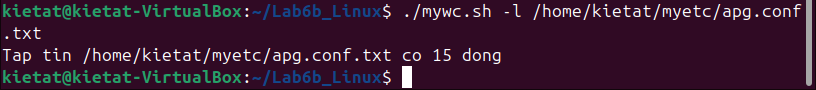 kietat@kietat-VirtualBox:~/Lab6b_Linux$ ./mywc.sh -l /home/kietat/myetc/apg.conf
.txt
Tap tin /home/kietat/myetc/apg.conf.txt co 15 dong
kietat@kietat-VirtualBox:~/Lab6b_Linux$